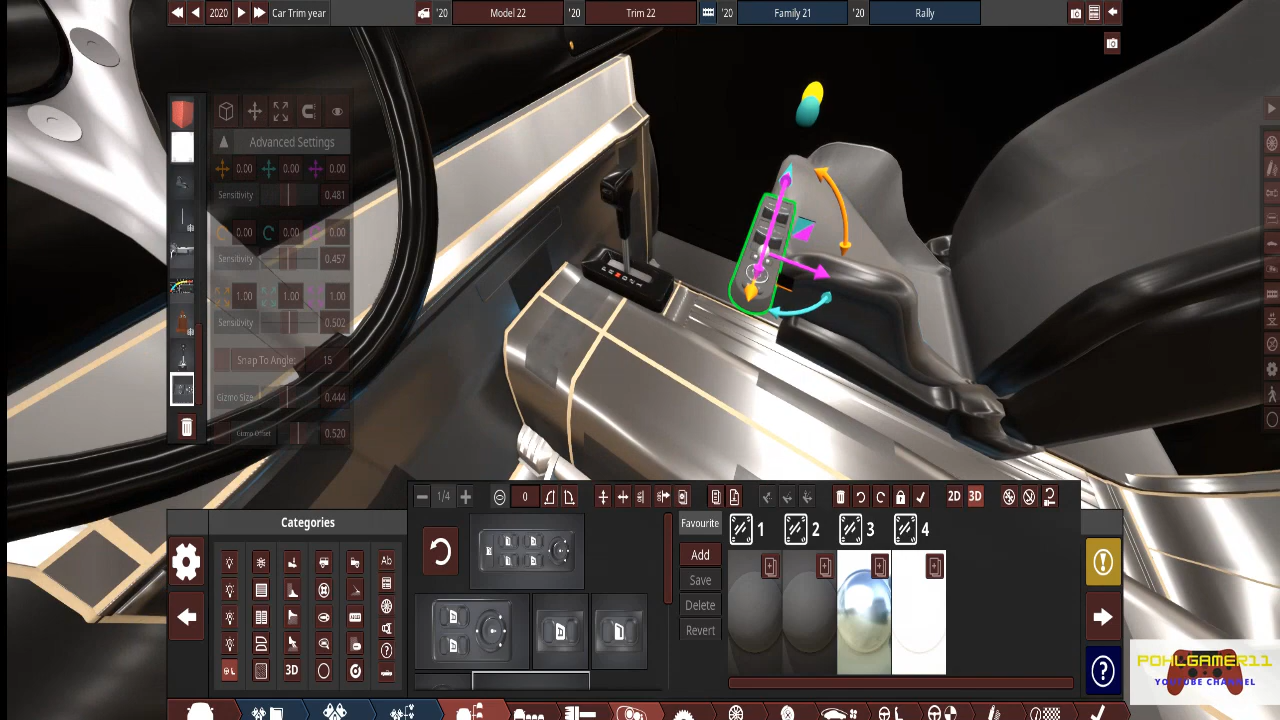 2020 Car Trim year '20 Model 22 '20 Trim 22 '20 Family 21 '20 Rally
Advanced Settings
0.00 0.00 0.00
Sensitivity 0.481
0.00 0.00 0.00
Sensitivity 0.457
1.00 1.00 1.00
Sensitivity 0.502
Snap To Angle: 15
Gizmo Size 0.444
Gizmo Offset 0.520
1/4 0 2D 3D
Categories
Favourite 1 2 3 4
Add
Save
Delete
Revert
Ab
3D
POHLGAMER11
YOUTUBE CHANNEL